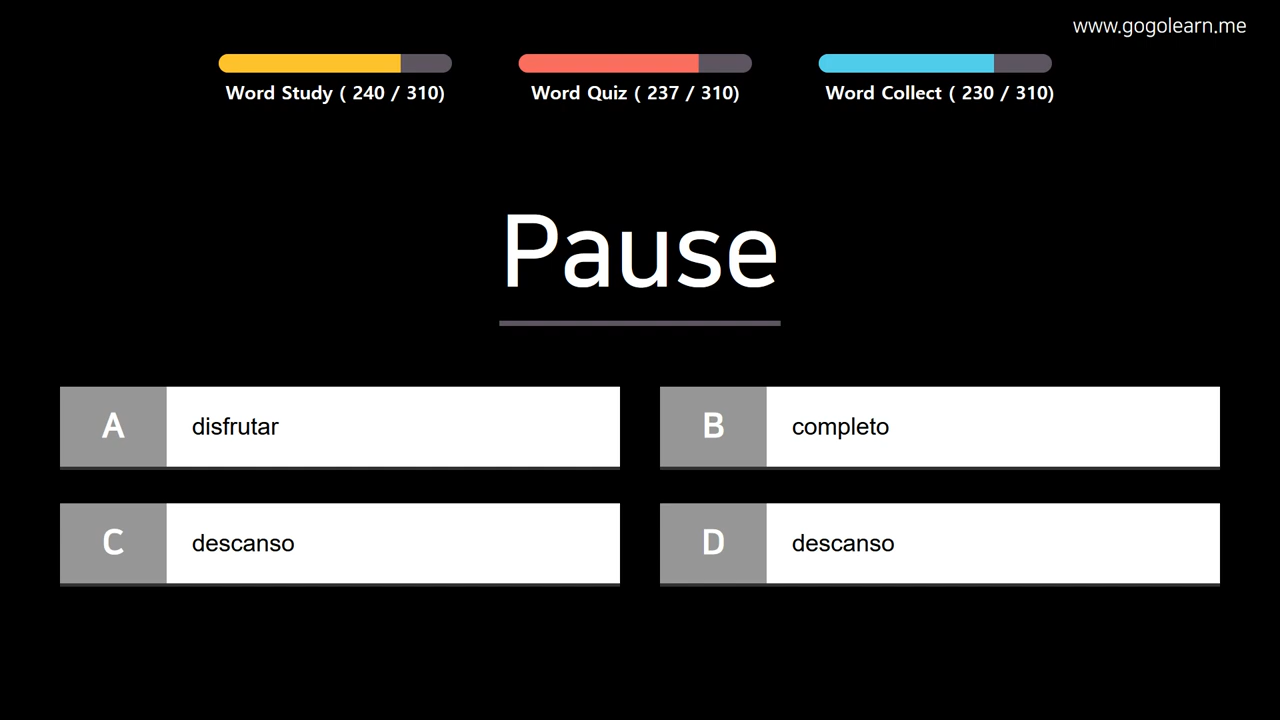 www.gogolearn.me
Word Study ( 240 / 310)
Word Quiz ( 237 / 310)
Word Collect ( 230 / 310)
Pause
A disfrutar
B completo
C descanso
D descanso